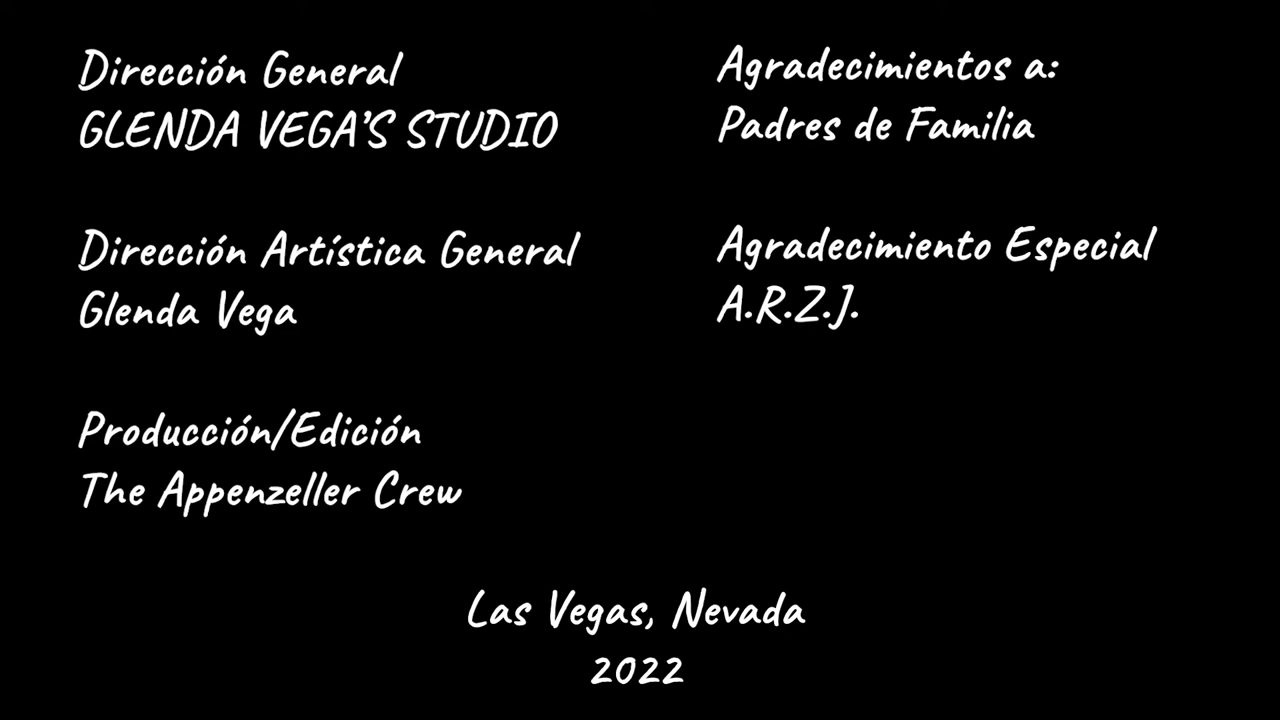 Dirección General
GLENDA VEGA'S STUDIO
Dirección Artística General
Glenda Vega
Producción/Edición
The Appenzeller Crew
Agradecimientos a:
Padres de Familia
Agradecimiento Especial
A.R.Z.J.
Las Vegas, Nevada
2022